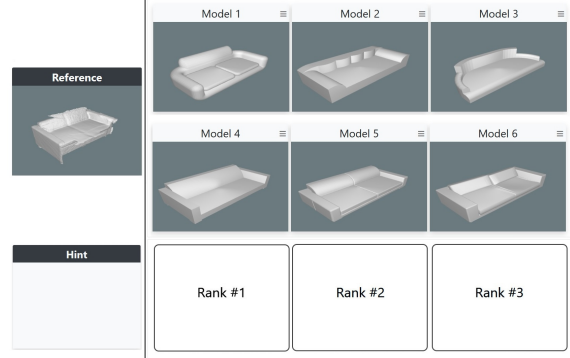 Model 1 ≡
Model 2 ≡
Model 3 ≡
Reference
Model 4 ≡
Model 5 ≡
Model 6 ≡
Hint
Rank #1
Rank #2
Rank #3